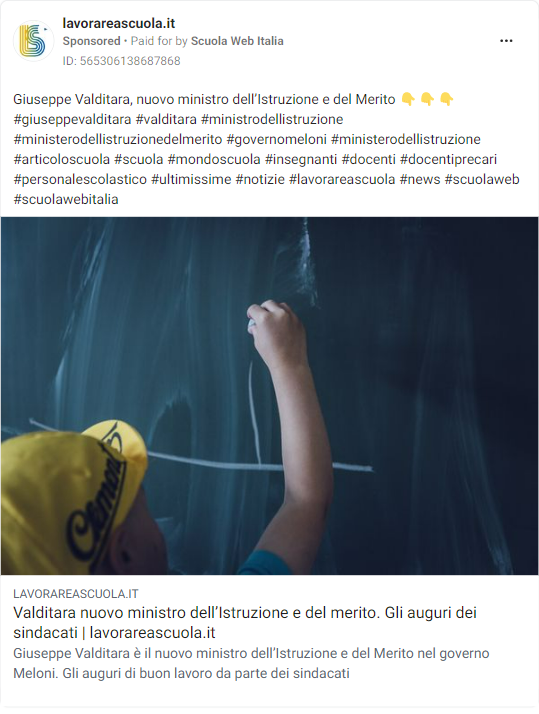 lavorareascuola.it
Sponsored • Paid for by Scuola Web Italia
ID: 565306138687868
Giuseppe Valditara, nuovo ministro dell’Istruzione e del Merito 👇👇👇
#giuseppevalditara #valditara #ministrodellistruzione
#ministerodellistruzionedelmerito #governomeloni #ministerodellistruzione
#articoloscuola #scuola #mondoscuola #insegnanti #docenti #docentiprecari
#personalescolastico #ultimissime #notizie #lavorareascuola #news #scuolaweb
#scuolawebitalia
Clément
LAVORAREASCUOLA.IT
Valditara nuovo ministro dell’Istruzione e del merito. Gli auguri dei
sindacati | lavorareascuola.it
Giuseppe Valditara è il nuovo ministro dell’Istruzione e del Merito nel governo
Meloni. Gli auguri di buon lavoro da parte dei sindacati